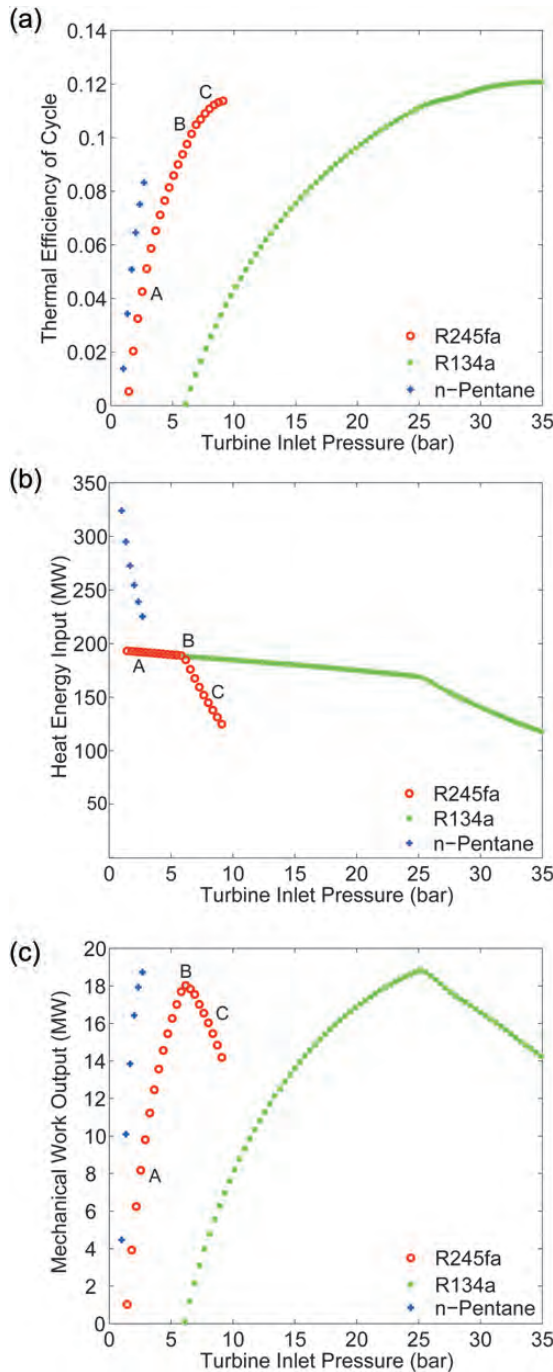 (a)
0.14
0.12
0.1
0.08
0.06
0.04
0.02
0
Thermal Efficiency of Cycle
C
B
A
R245fa
R134a
n-Pentane
0 5 10 15 20 25 30 35
Turbine Inlet Pressure (bar)
(b)
350
300
250
200
150
100
50
Heat Energy Input (MW)
B
A
C
R245fa
R134a
n-Pentane
0 5 10 15 20 25 30 35
Turbine Inlet Pressure (bar)
(c)
20
18
16
14
12
10
8
6
4
2
0
Mechanical Work Output (MW)
B
C
A
R245fa
R134a
n-Pentane
0 5 10 15 20 25 30 35
Turbine Inlet Pressure (bar)